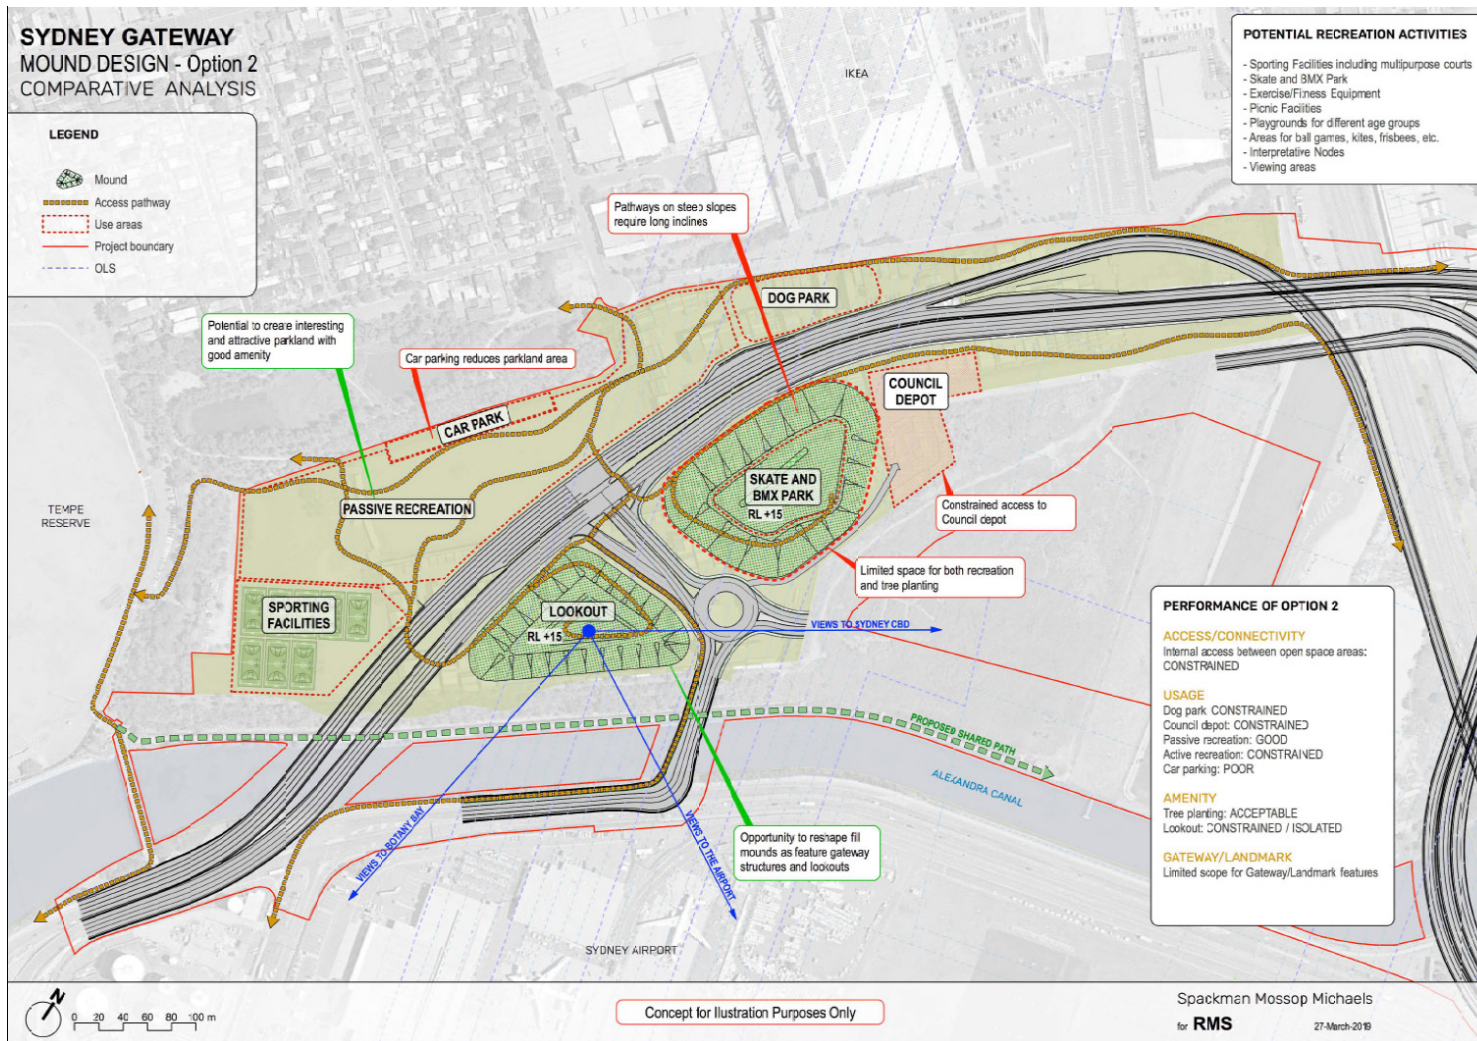 SYDNEY GATEWAY
MOUND DESIGN - Option 2
COMPARATIVE ANALYSIS
LEGEND
Mound
Access pathway
Use areas
Project boundary
OLS
IKEA
POTENTIAL RECREATION ACTIVITIES
- Sporting Facilities including multipurpose courts
- Skate and BMX Park
- Exercise/Fitness Equipment
- Picnic Facilities
- Playgrounds for different age groups
- Areas for ball games, kites, frisbees, etc.
- Interpretative Nodes
- Viewing areas
Pathways on steep slopes
require long inclines
DOG PARK
Potential to create interesting
and attractive parkland with
good amenity
Car parking reduces parkland area
COUNCIL
DEPOT
CAR PARK
SKATE AND
BMX PARK
RL +15
PASSIVE RECREATION
TEMPE
RESERVE
Constrained access to
Council depot
Limited space for both recreation
and tree planting
SPORTING
FACILITIES
LOOKOUT
RL +15
VIEWS TO SYDNEY CBD
PROPOSED SHARED PATH
ALEXANDRA CANAL
VIEWS TO BOTANY BAY
VIEWS TO THE AIRPORT
Opportunity to reshape fill
mounds as feature gateway
structures and lookouts
PERFORMANCE OF OPTION 2
ACCESS/CONNECTIVITY
Internal access between open space areas:
CONSTRAINED
USAGE
Dog park CONSTRAINED
Council depot: CONSTRAINED
Passive recreation: GOOD
Active recreation: CONSTRAINED
Car parking: POOR
AMENITY
Tree planting: ACCEPTABLE
Lookout: CONSTRAINED / ISOLATED
GATEWAY/LANDMARK
Limited scope for Gateway/Landmark features
SYDNEY AIRPORT
N
0 20 40 60 80 100 m
Concept for Illustration Purposes Only
Spackman Mossop Michaels
for RMS
27-March-2019